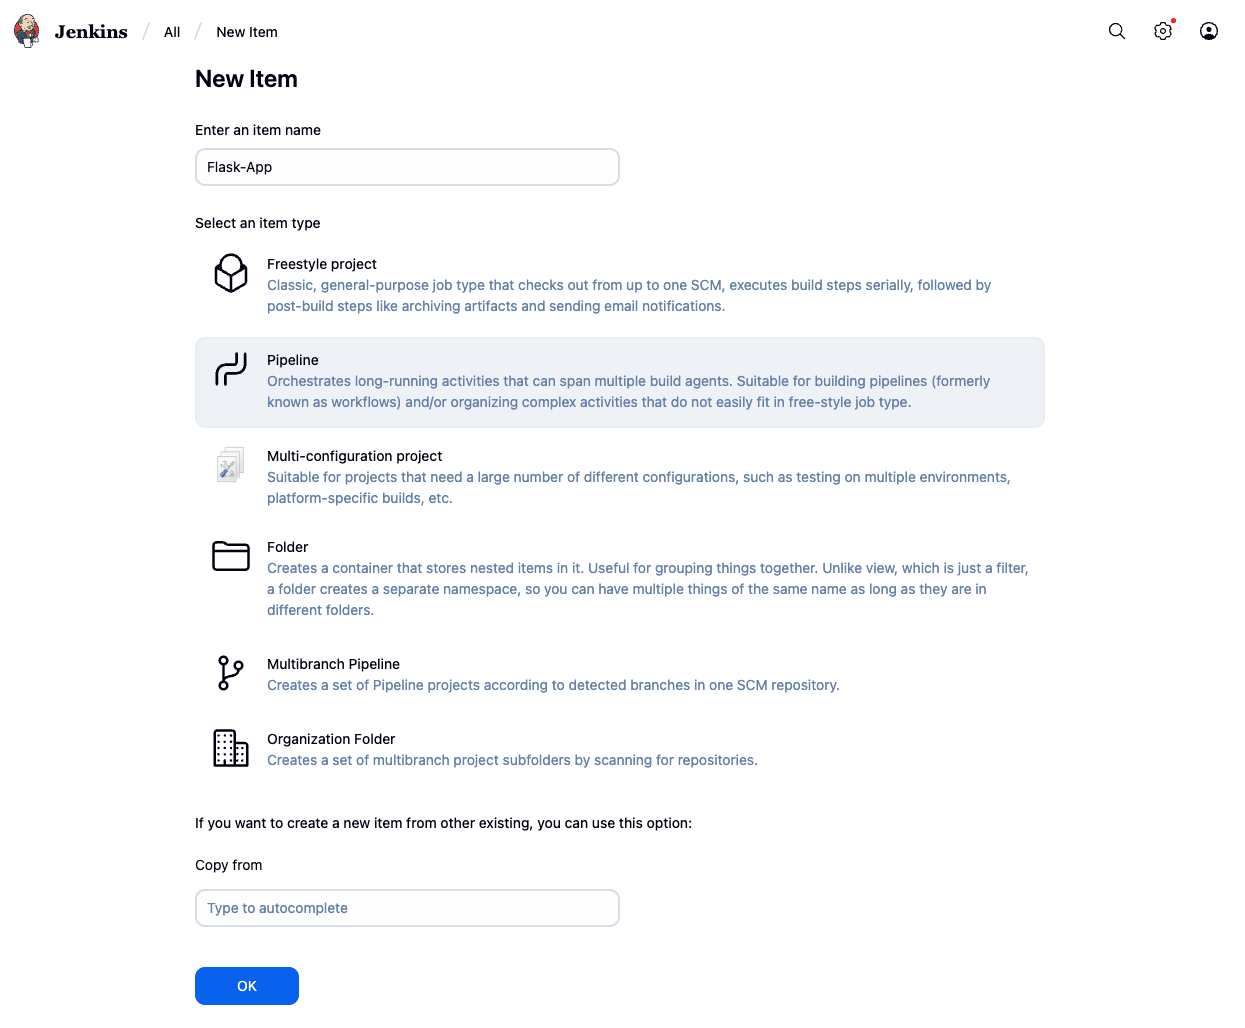 Jenkins / All / New Item
New Item
Enter an item name
Flask-App
Select an item type
Freestyle project
Classic, general-purpose job type that checks out from up to one SCM, executes build steps serially, followed by
post-build steps like archiving artifacts and sending email notifications.
Pipeline
Orchestrates long-running activities that can span multiple build agents. Suitable for building pipelines (formerly
known as workflows) and/or organizing complex activities that do not easily fit in free-style job type.
Multi-configuration project
Suitable for projects that need a large number of different configurations, such as testing on multiple environments,
platform-specific builds, etc.
Folder
Creates a container that stores nested items in it. Useful for grouping things together. Unlike view, which is just a filter,
a folder creates a separate namespace, so you can have multiple things of the same name as long as they are in
different folders.
Multibranch Pipeline
Creates a set of Pipeline projects according to detected branches in one SCM repository.
Organization Folder
Creates a set of multibranch project subfolders by scanning for repositories.
If you want to create a new item from other existing, you can use this option:
Copy from
Type to autocomplete
OK